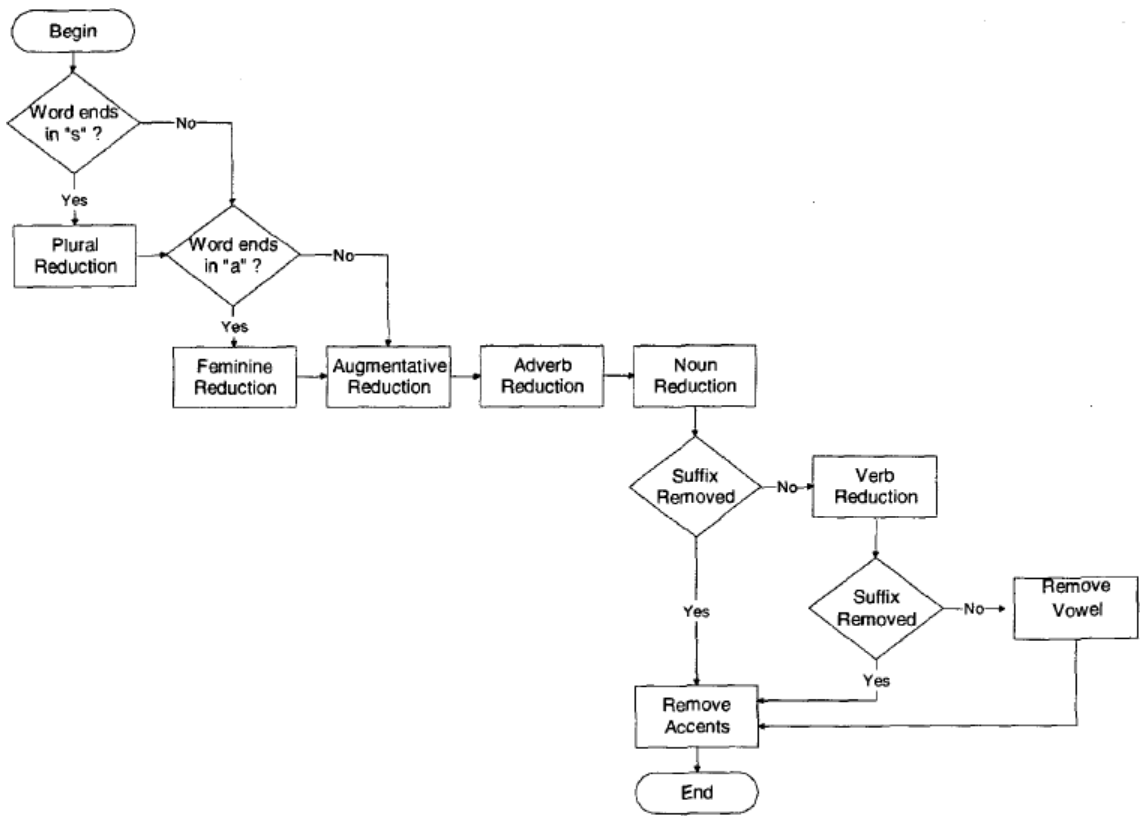 Begin
Word ends
in "s" ?
No
Yes
Plural
Reduction
Word ends
in "a" ?
No
Yes
Feminine
Reduction
Augmentative
Reduction
Adverb
Reduction
Noun
Reduction
Suffix
Removed
No
Verb
Reduction
Yes
Suffix
Removed
No
Remove
Vowel
Yes
Remove
Accents
End